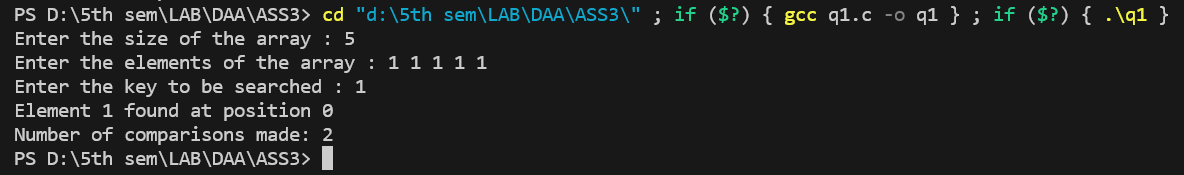 PS D:\5th sem\LAB\DAA\ASS3> cd "d:\5th sem\LAB\DAA\ASS3\" ; if ($?) { gcc q1.c -o q1 } ; if ($?) { .\q1 }
Enter the size of the array : 5
Enter the elements of the array : 1 1 1 1 1
Enter the key to be searched : 1
Element 1 found at position 0
Number of comparisons made: 2
PS D:\5th sem\LAB\DAA\ASS3>